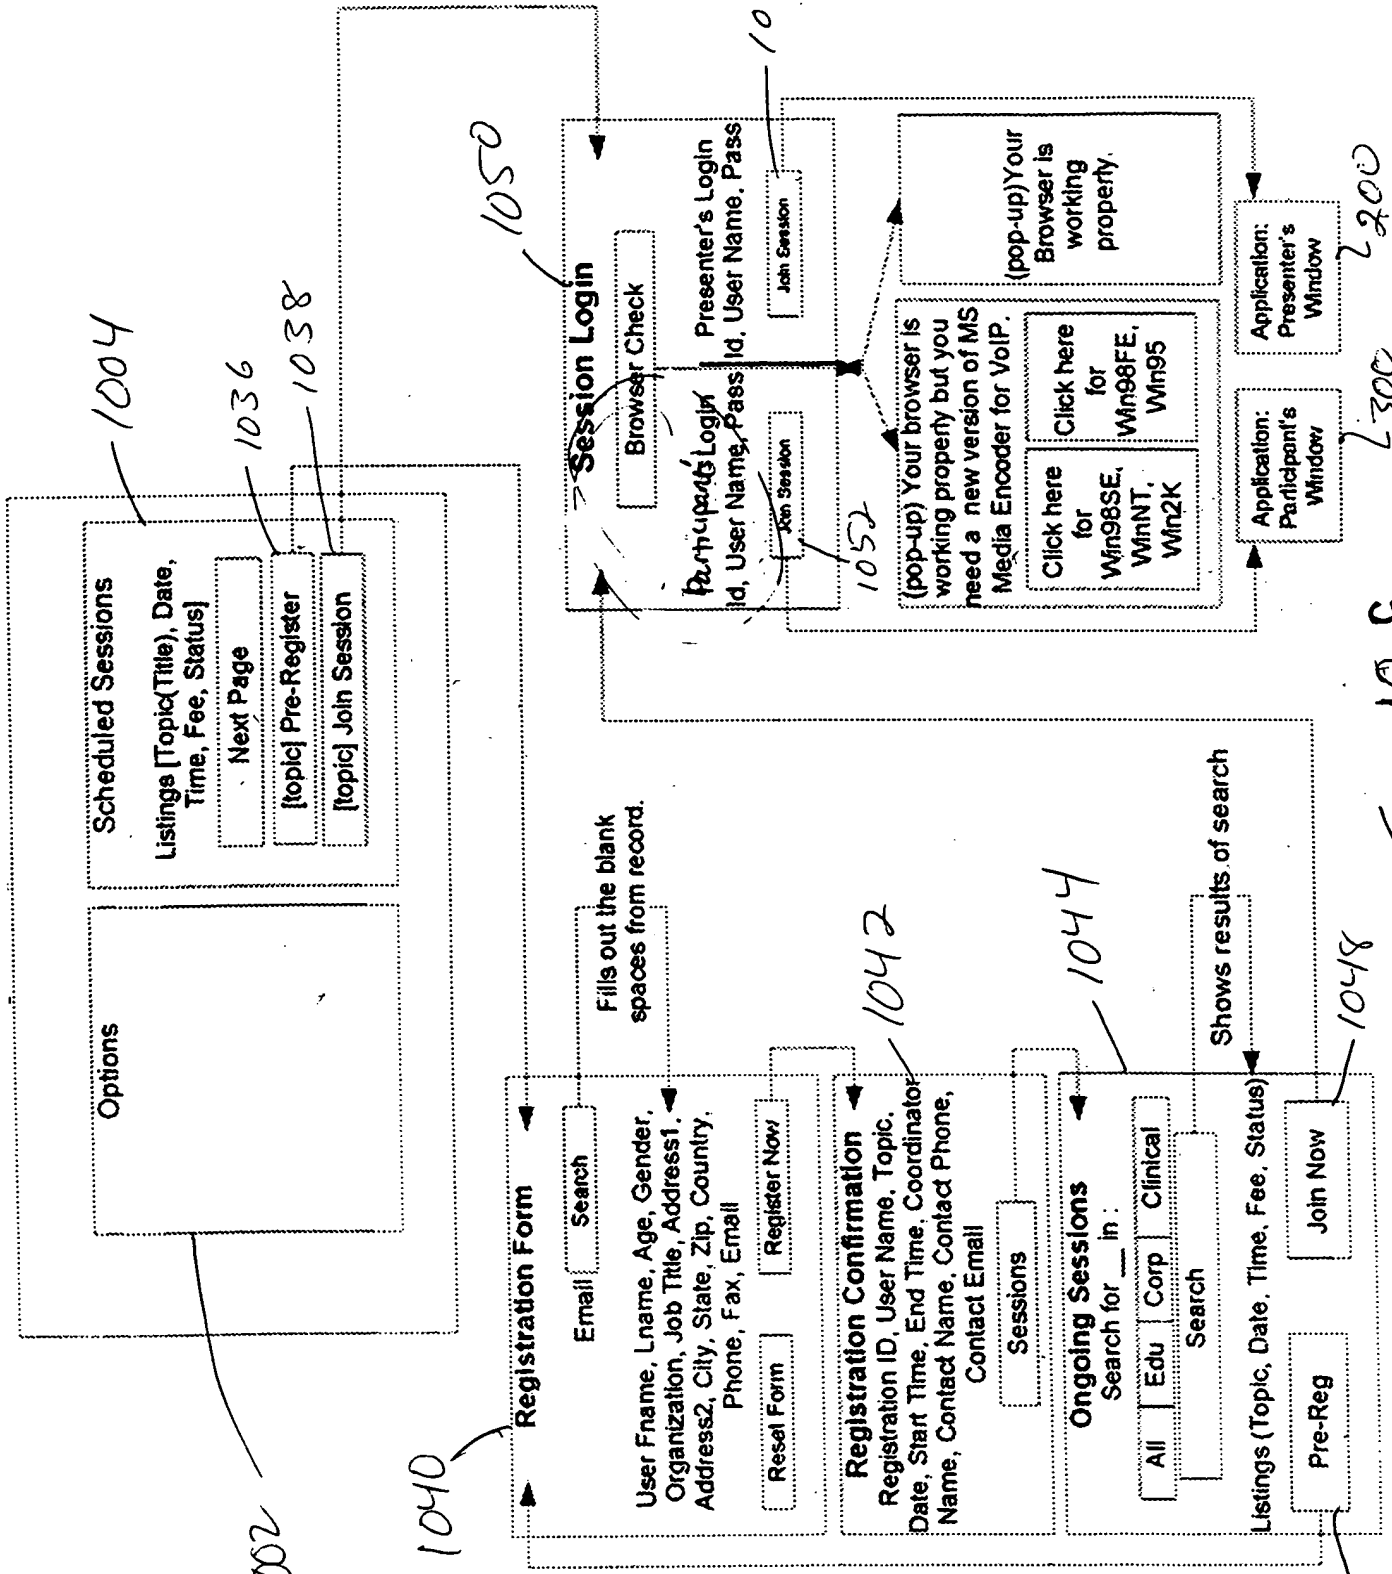 1002
Options
Scheduled Sessions
Listings [Topic(Title), Date,
Time, Fee, Status]
Next Page
[topic] Pre-Register
[topic] Join Session
1004
1036
1038
1040
Registration Form
Email
Search
Fills out the blank
spaces from record.
User Fname, Lname, Age, Gender,
Organization, Job Title, Address1,
Address2, City, State, Zip, Country,
Phone, Fax, Email
Reset Form
Register Now
Registration Confirmation
Registration ID, User Name, Topic,
Date, Start Time, End Time, Coordinator
Name, Contact Name, Contact Phone,
Contact Email
Sessions
1042
Ongoing Sessions
Search for __ in :
All
Edu
Corp
Clinical
Search
1044
Shows results of search
Listings (Topic, Date, Time, Fee, Status)
Pre-Reg
Join Now
1048
1050
Session Login
Browser Check
Participant's Login
Id, User Name, Pass
Join Session
1052
Presenter's Login
Id, User Name, Pass
Join Session
10
(pop-up) Your browser is
working properly but you
need a new version of MS
Media Encoder for VoIP.
Click here
for
Win98SE,
WinNT,
Win2K
Click here
for
Win98FE,
Win95
(pop-up)Your
Browser is
working
properly.
Application:
Participant's
Window
300
Application:
Presenter's
Window
200